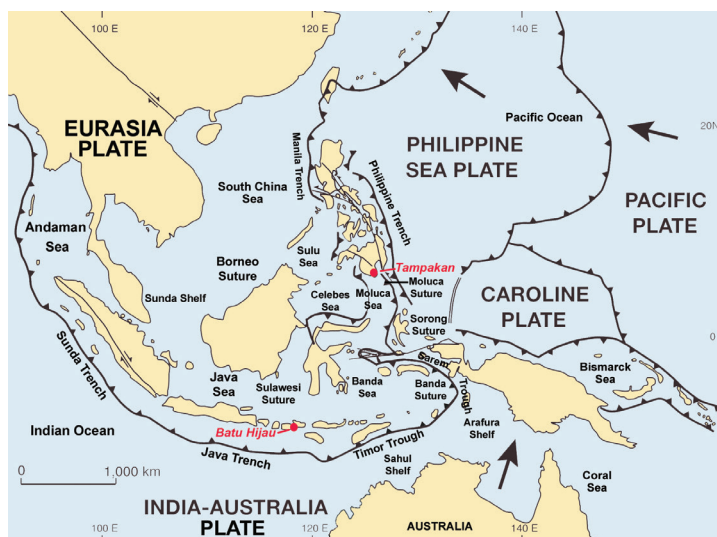 100 E
120
140 E
Pacific Ocean
20N
EURASIA
PLATE
Manila Trench
PHILIPPINE
SEA PLATE
South China
Sea
Philippine Trench
PACIFIC
PLATE
Andaman
Sea
Sulu
Sea
Borneo
Suture
Tampakan
Moluca
Suture
Sunda Shelf
Celebes
Sea
Moluca
Sea
CAROLINE
PLATE
Sorong
Suture
0
Sunda Trench
Java
Sea
Sulawesi
Suture
Banda
Sea
Sarem
Trough
Banda
Suture
Bismarck
Sea
Indian Ocean
Batu Hijau
Java Trench
Timor Trough
Arafura
Shelf
Sahul
Shelf
0
1,000 km
Coral
Sea
INDIA-AUSTRALIA
PLATE
100 E
120
AUSTRALIA
140 E